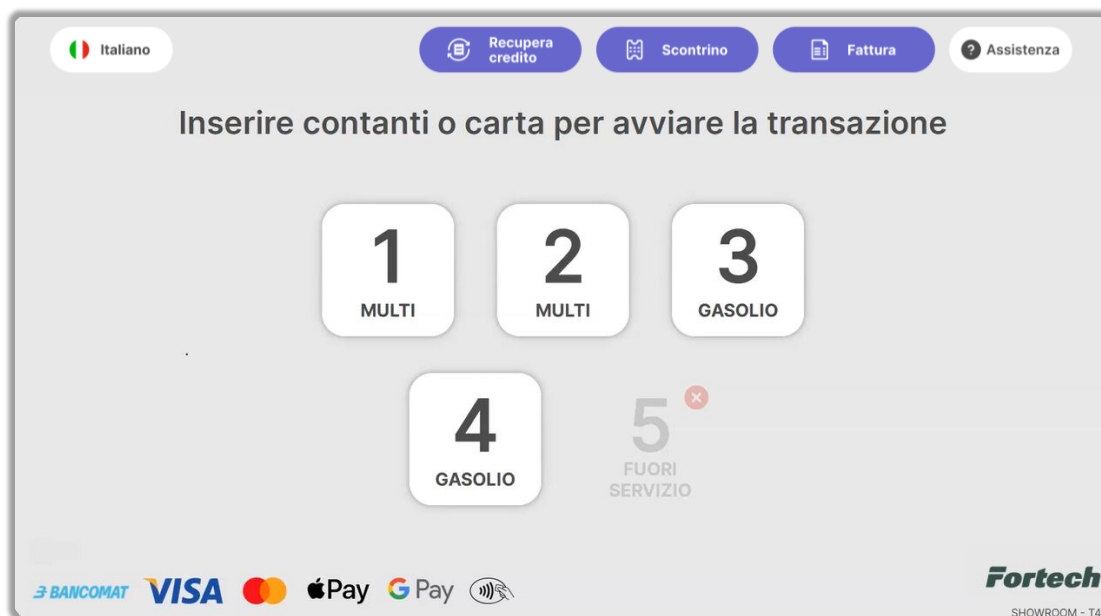 Italiano
Recupera
credito
Scontrino
Fattura
? Assistenza
Inserire contanti o carta per avviare la transazione
1
MULTI
2
MULTI
3
GASOLIO
4
GASOLIO
5
FUORI
SERVIZIO
BANCOMAT VISA Pay G Pay
Fortech
SHOWROOM - T4